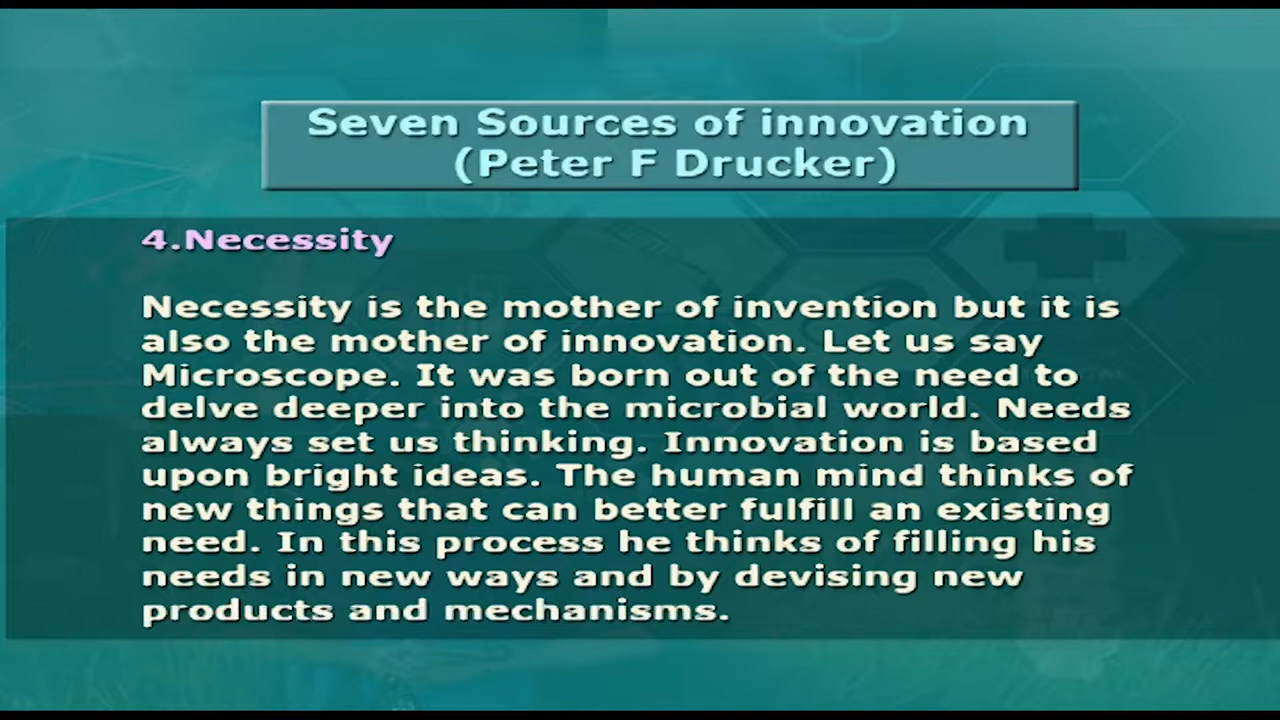 Seven Sources of innovation
(Peter F Drucker)
4.Necessity
Necessity is the mother of invention but it is
also the mother of innovation. Let us say
Microscope. It was born out of the need to
delve deeper into the microbial world. Needs
always set us thinking. Innovation is based
upon bright ideas. The human mind thinks of
new things that can better fulfill an existing
need. In this process he thinks of filling his
needs in new ways and by devising new
products and mechanisms.